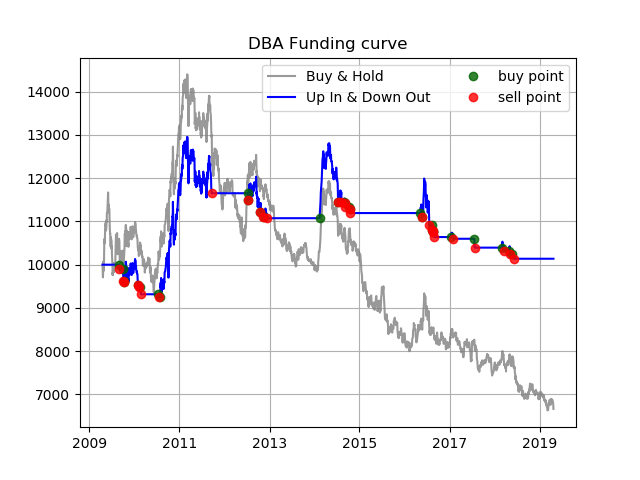 DBA Funding curve
Buy & Hold
Up In & Down Out
buy point
sell point
14000
13000
12000
11000
10000
9000
8000
7000
2009 2011 2013 2015 2017 2019